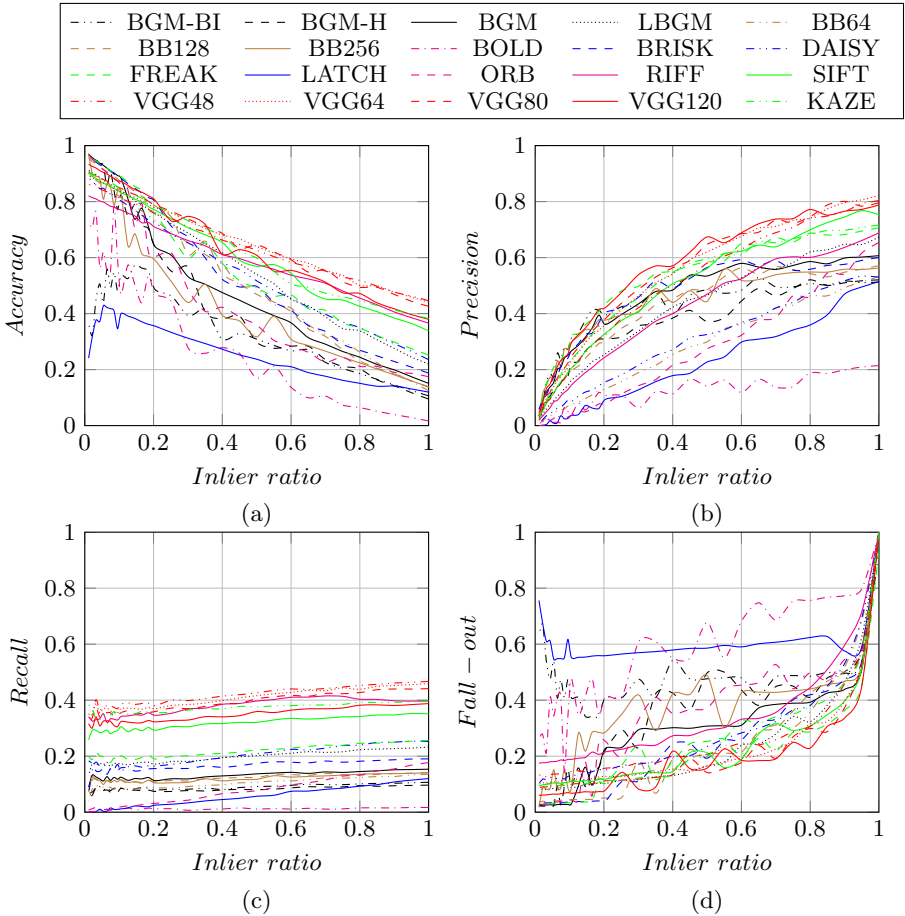 BGM-BI BGM-H BGM LBGM BB64
BB128 BB256 BOLD BRISK DAISY
FREAK LATCH ORB RIFF SIFT
VGG48 VGG64 VGG80 VGG120 KAZE
1
0.8
0.6
0.4
0.2
0
Accuracy
0 0.2 0.4 0.6 0.8 1
Inlier ratio
(a)
1
0.8
0.6
0.4
0.2
0
Precision
0 0.2 0.4 0.6 0.8 1
Inlier ratio
(b)
1
0.8
0.6
0.4
0.2
0
Recall
0 0.2 0.4 0.6 0.8 1
Inlier ratio
(c)
1
0.8
0.6
0.4
0.2
0
Fall − out
0 0.2 0.4 0.6 0.8 1
Inlier ratio
(d)